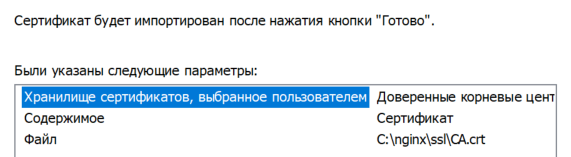 Сертификат будет импортирован после нажатия кнопки "Готово".
Были указаны следующие параметры:
Хранилище сертификатов, выбранное пользователем Доверенные корневые цент
Содержимое Сертификат
Файл C:\nginx\ssl\CA.crt